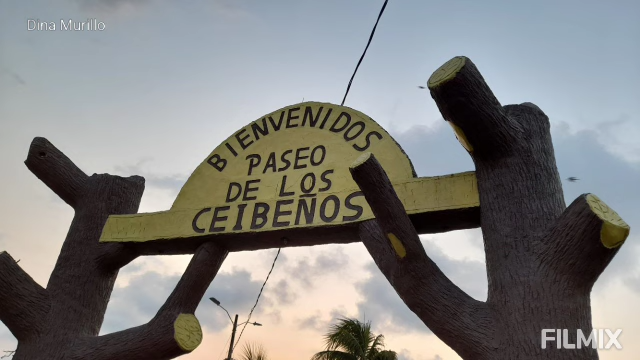 Dina Murillo
BIENVENIDOS
PASEO
DE LOS
CEIBEÑOS
FILMIX